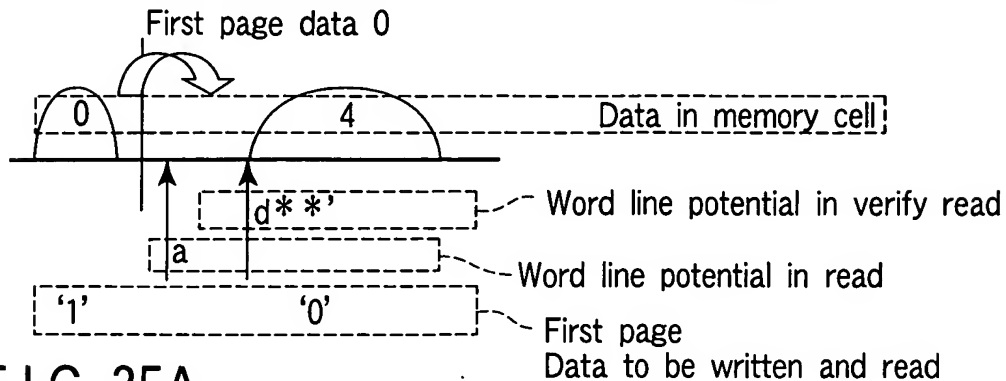 First page data 0
0 4 Data in memory cell
d**' Word line potential in verify read
a Word line potential in read
‘1’ ‘0’ First page
Data to be written and read